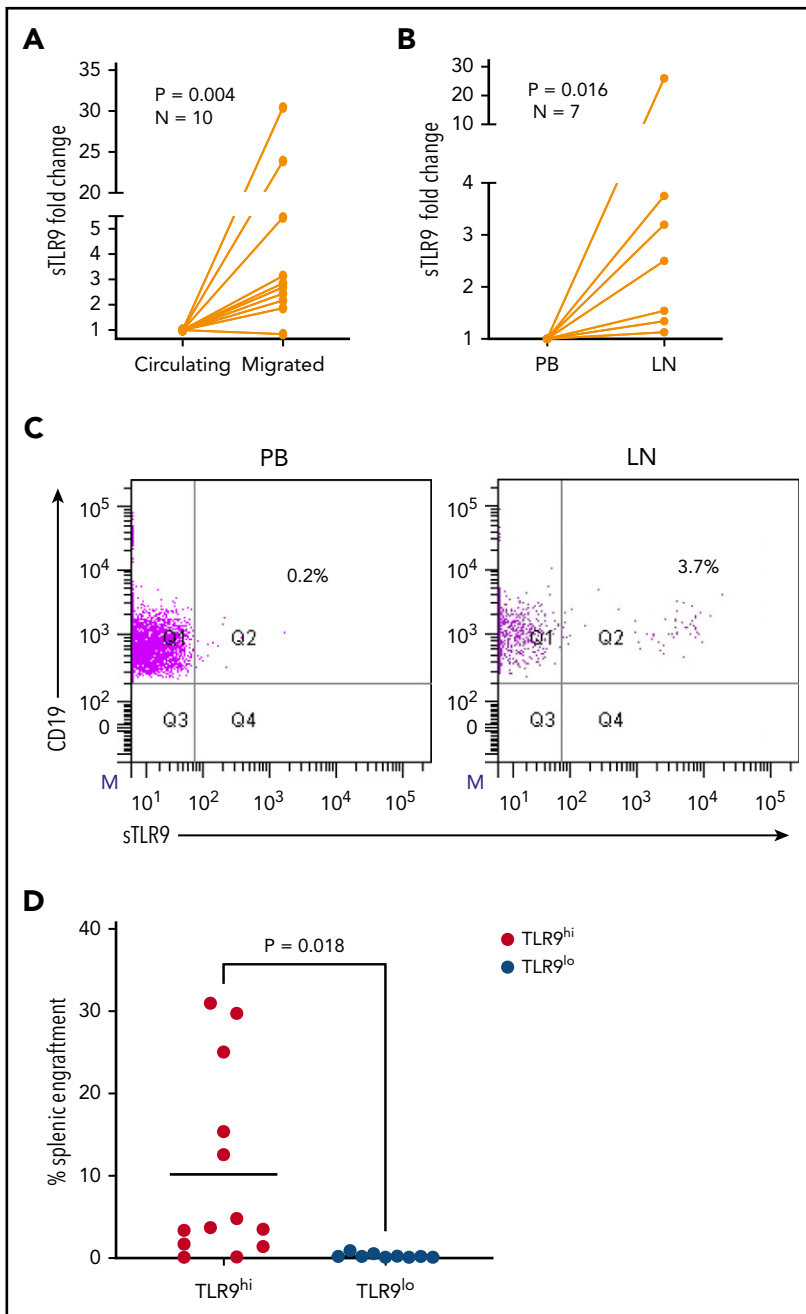 A
sTLR9 fold change
35
30
25
20
5
4
3
2
1
P = 0.004
N = 10
Circulating Migrated
B
sTLR9 fold change
30
20
10
4
2
1
P = 0.016
N = 7
PB LN
C
PB
LN
CD19
10⁵
10⁴
10³
10²
0
0.2%
Q1 Q2
Q3 Q4
M
10¹ 10² 10³ 10⁴ 10⁵
10⁵
10⁴
10³
10²
0
3.7%
Q1 Q2
Q3 Q4
M
10¹ 10² 10³ 10⁴ 10⁵
sTLR9
D
% splenic engraftment
40
30
20
10
0
P = 0.018
TLR9ʰⁱ
TLR9ˡᵒ
TLR9ʰⁱ TLR9ˡᵒ